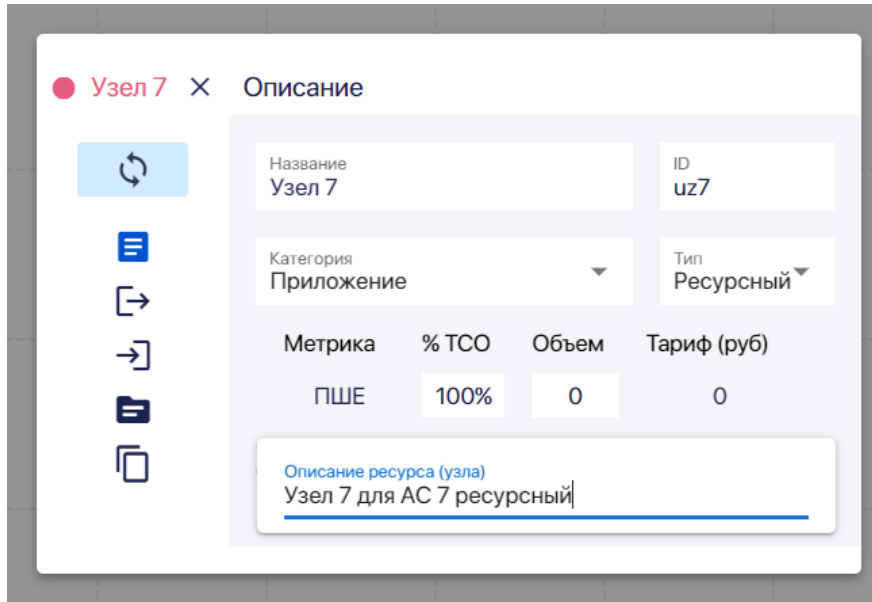 Узел 7 Описание
Название
Узел 7
ID
uz7
Категория
Приложение
Тип
Ресурсный
Метрика % ТСО Объем Тариф (руб)
ПШЕ 100% 0 0
Описание ресурса (узла)
Узел 7 для АС 7 ресурсный